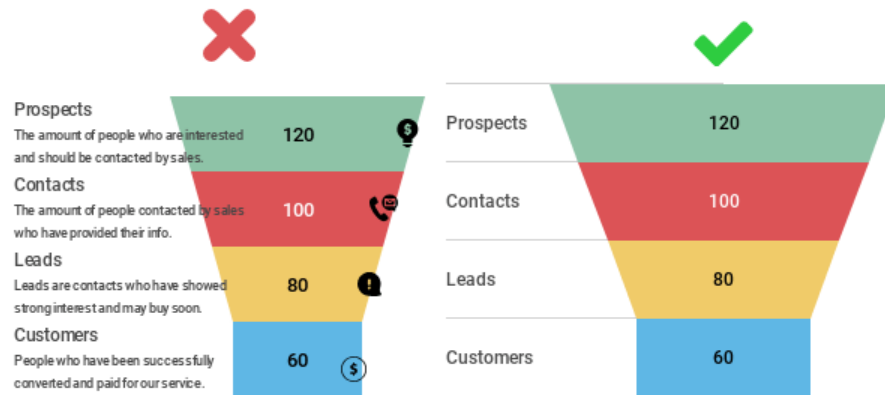 Prospects
The amount of people who are interested
and should be contacted by sales.
120
$
Contacts
The amount of people contacted by sales
who have provided their info.
100
Leads
Leads are contacts who have showed
strong interest and may buy soon.
80
!
Customers
People who have been successfully
converted and paid for our service.
60
$
Prospects
120
Contacts
100
Leads
80
Customers
60